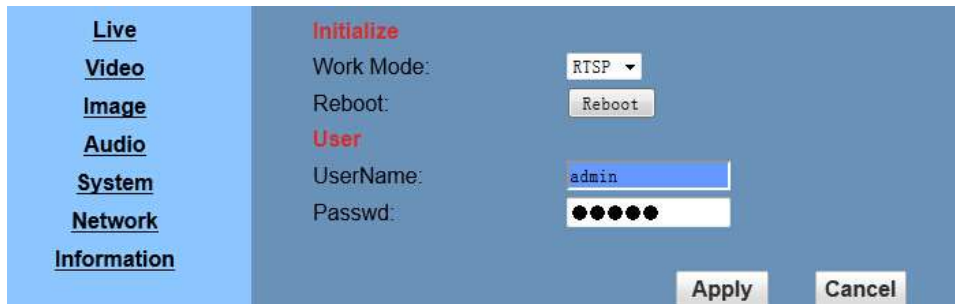 Live
Video
Image
Audio
System
Network
Information
Initialize
Work Mode: RTSP
Reboot: Reboot
User
UserName: admin
Passwd: ●●●●●
Apply Cancel